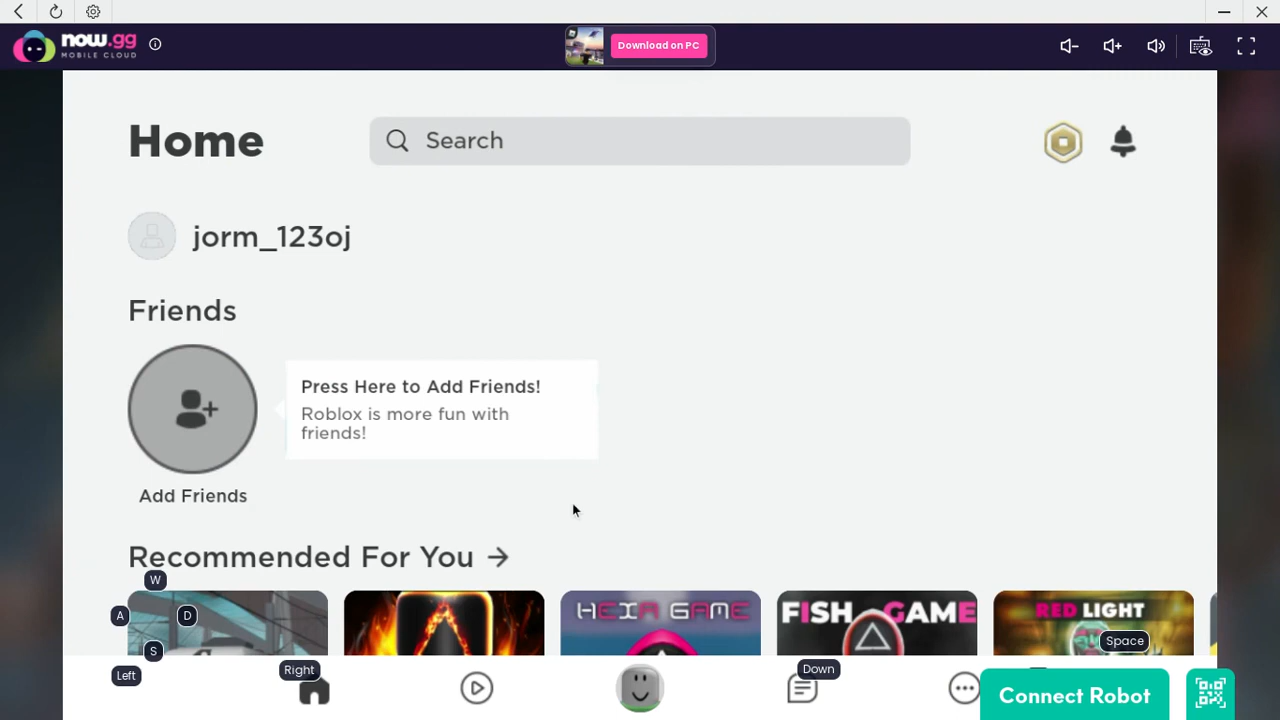 now.gg
MOBILE CLOUD
Download on PC
Home
Search
jorm_123oj
Friends
Press Here to Add Friends!
Roblox is more fun with
friends!
Add Friends
Recommended For You
W
A
D
S
HEXA GAME
FISH GAME
RED LIGHT
Space
Left
Right
Down
Connect Robot